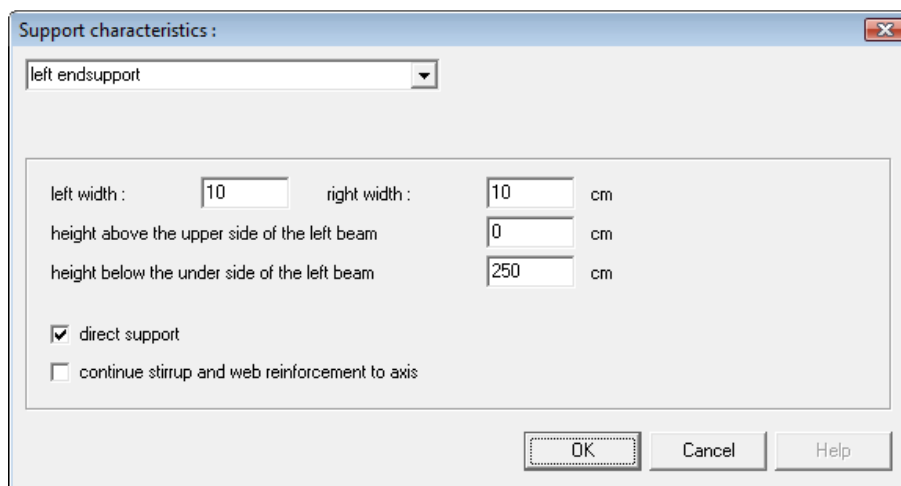 Support characteristics :
left endsupport
left width : 10 right width : 10 cm
height above the upper side of the left beam 0 cm
height below the under side of the left beam 250 cm
direct support
continue stirrup and web reinforcement to axis
OK Cancel Help